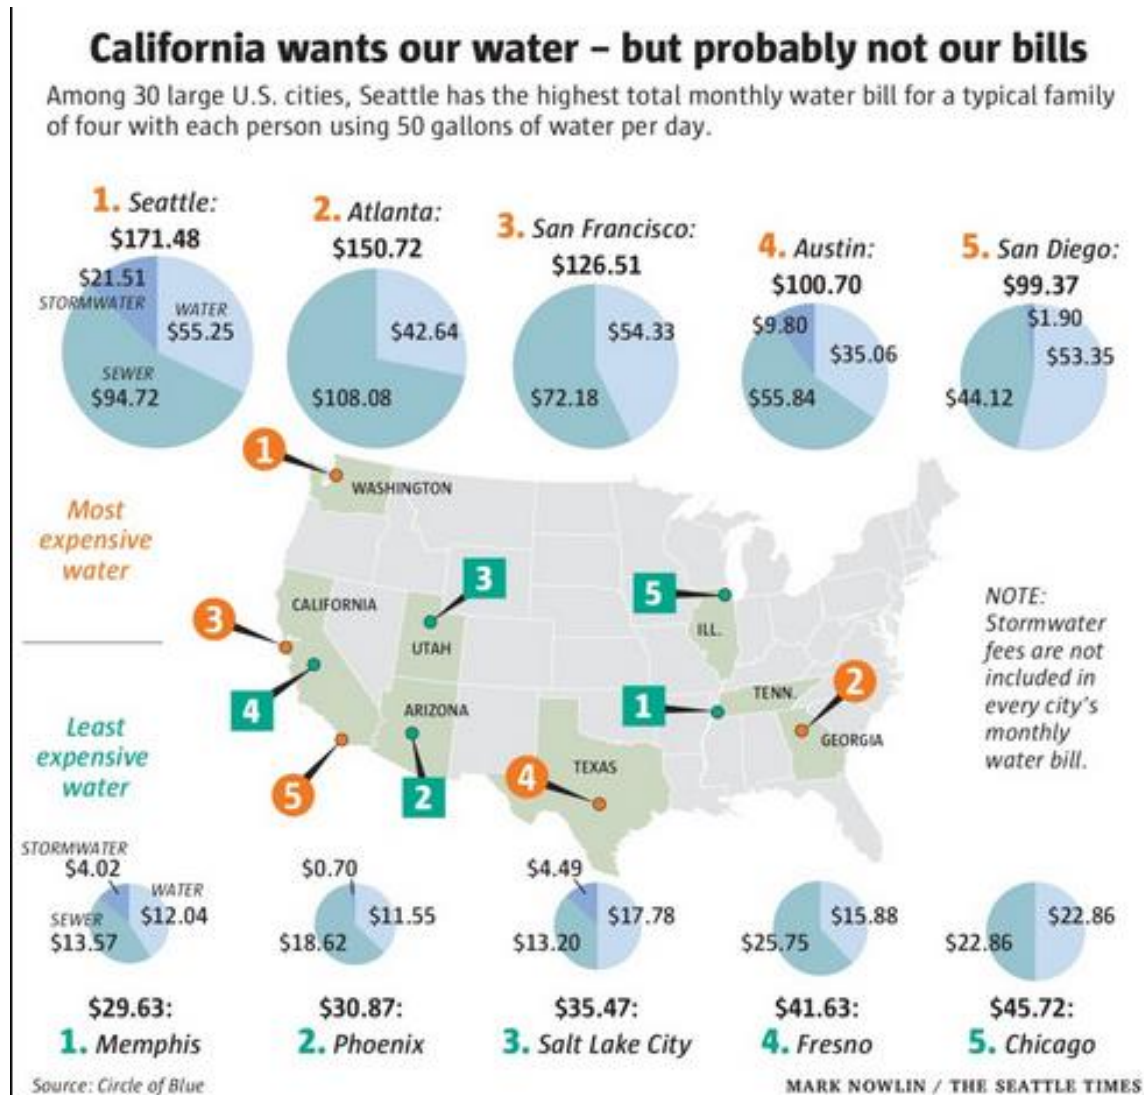 California wants our water – but probably not our bills
Among 30 large U.S. cities, Seattle has the highest total monthly water bill for a typical family
of four with each person using 50 gallons of water per day.
1. Seattle:
$171.48
$21.51
STORMWATER
WATER
$55.25
SEWER
$94.72
2. Atlanta:
$150.72
$42.64
$108.08
3. San Francisco:
$126.51
$54.33
$72.18
4. Austin:
$100.70
$9.80
$35.06
$55.84
5. San Diego:
$99.37
$1.90
$53.35
$44.12
Most
expensive
water
Least
expensive
water
1
WASHINGTON
3
CALIFORNIA
3
UTAH
5
ILL.
4
ARIZONA
1
TENN.
2
GEORGIA
5
2
4
TEXAS
NOTE:
Stormwater
fees are not
included in
every city's
monthly
water bill.
STORMWATER
$4.02
WATER
$12.04
SEWER
$13.57
$29.63:
1. Memphis
$0.70
$11.55
$18.62
$30.87:
2. Phoenix
$4.49
$17.78
$13.20
$35.47:
3. Salt Lake City
$15.88
$25.75
$41.63:
4. Fresno
$22.86
$22.86
$45.72:
5. Chicago
Source: Circle of Blue
MARK NOWLIN / THE SEATTLE TIMES